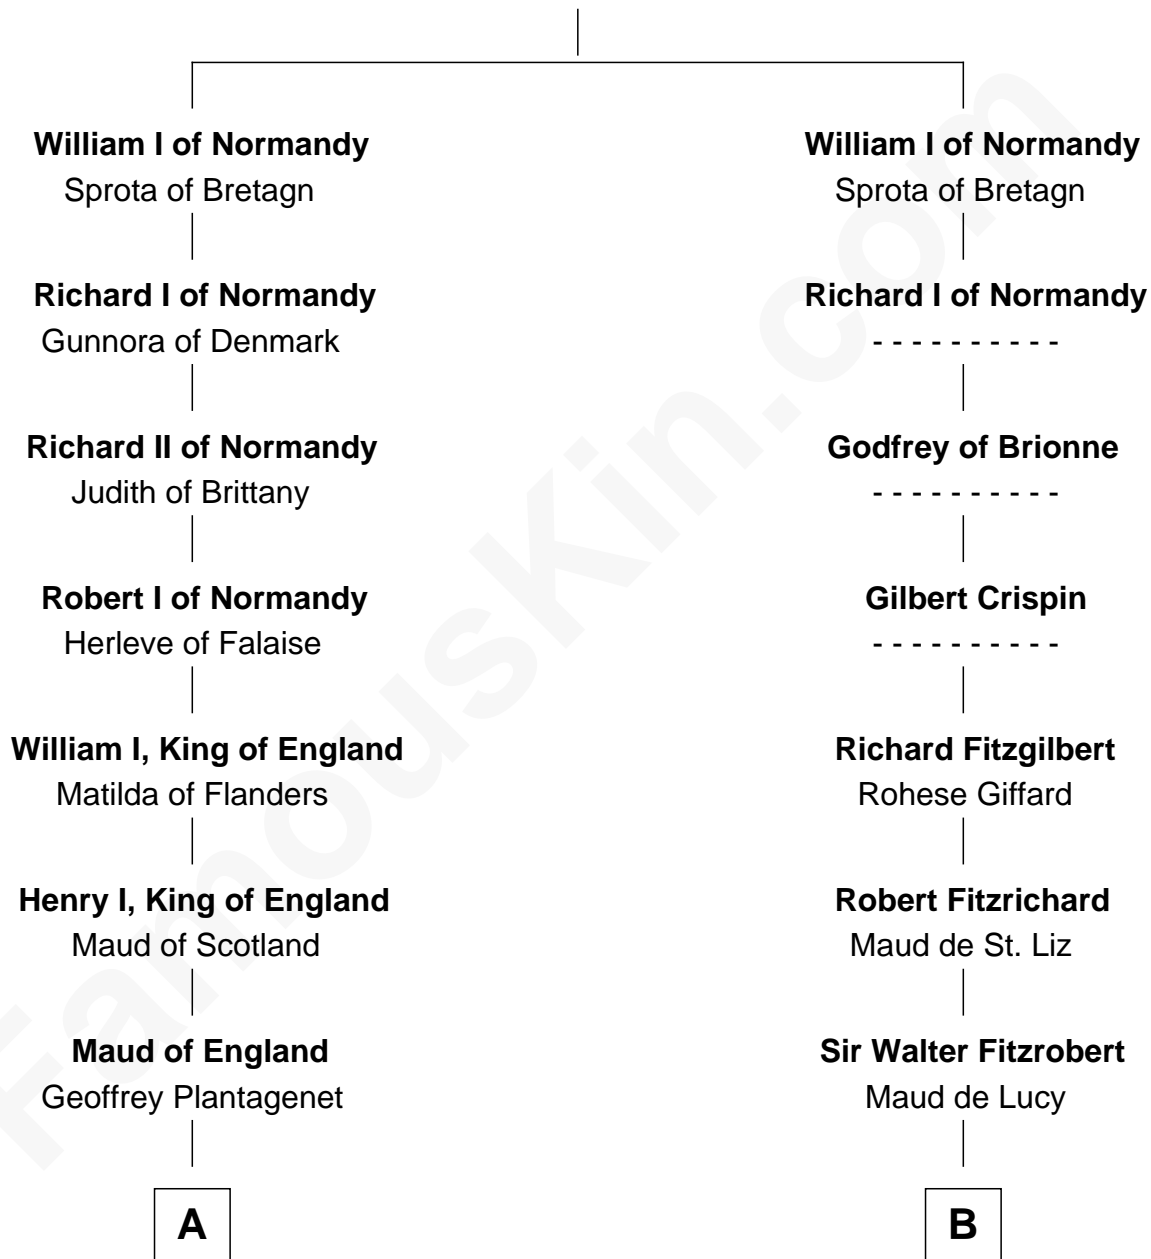 William I of Normandy
Sprota of Bretagn
Richard I of Normandy
Gunnora of Denmark
Richard II of Normandy
Judith of Brittany
Robert I of Normandy
Herleve of Falaise
William I, King of England
Matilda of Flanders
Henry I, King of England
Maud of Scotland
Maud of England
Geoffrey Plantagenet
A
William I of Normandy
Sprota of Bretagn
Richard I of Normandy
- - - - - - - - - -
Godfrey of Brionne
- - - - - - - - - -
Gilbert Crispin
- - - - - - - - - -
Richard Fitzgilbert
Rohese Giffard
Robert Fitzrichard
Maud de St. Liz
Sir Walter Fitzrobert
Maud de Lucy
B
FamousKin.com